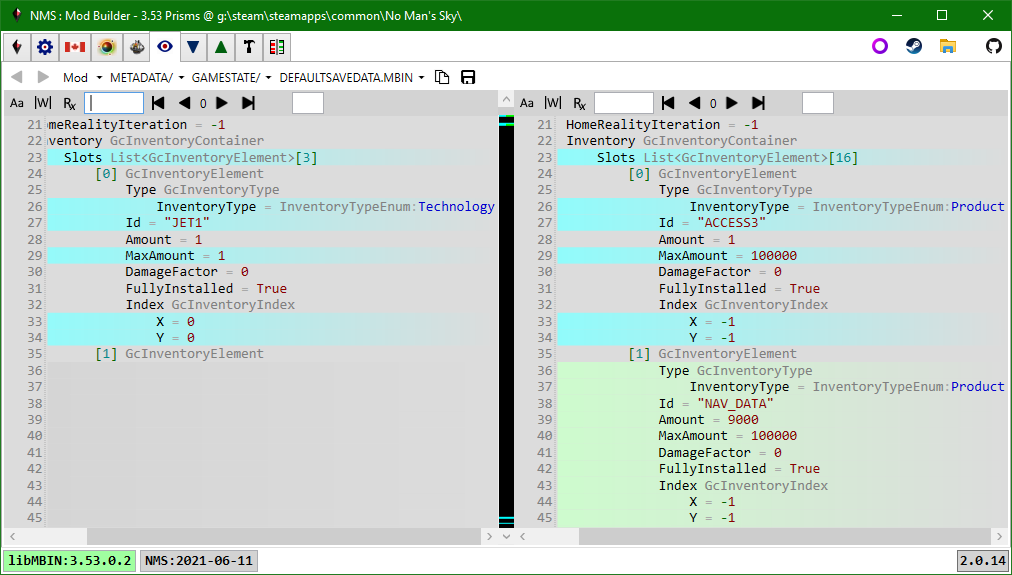 NMS : Mod Builder - 3.53 Prisms @ g:\steam\steamapps\common\No Man's Sky\
Mod METADATA/ GAMESTATE/ DEFAULTSAVEDATA.MBIN
Aa |W| Rx 0
21 meRealityIteration = -1
22 ventory GcInventoryContainer
23 Slots List<GcInventoryElement>[3]
24 [0] GcInventoryElement
25 Type GcInventoryType
26 InventoryType = InventoryTypeEnum:Technology
27 Id = "JET1"
28 Amount = 1
29 MaxAmount = 1
30 DamageFactor = 0
31 FullyInstalled = True
32 Index GcInventoryIndex
33 X = 0
34 Y = 0
35 [1] GcInventoryElement
36
37
38
39
40
41
42
43
44
45
Aa |W| Rx 0
21 HomeRealityIteration = -1
22 Inventory GcInventoryContainer
23 Slots List<GcInventoryElement>[16]
24 [0] GcInventoryElement
25 Type GcInventoryType
26 InventoryType = InventoryTypeEnum:Product
27 Id = "ACCESS3"
28 Amount = 1
29 MaxAmount = 100000
30 DamageFactor = 0
31 FullyInstalled = True
32 Index GcInventoryIndex
33 X = -1
34 Y = -1
35 [1] GcInventoryElement
36 Type GcInventoryType
37 InventoryType = InventoryTypeEnum:Product
38 Id = "NAV_DATA"
39 Amount = 9000
40 MaxAmount = 100000
41 DamageFactor = 0
42 FullyInstalled = True
43 Index GcInventoryIndex
44 X = -1
45 Y = -1
libMBIN:3.53.0.2 NMS:2021-06-11 2.0.14